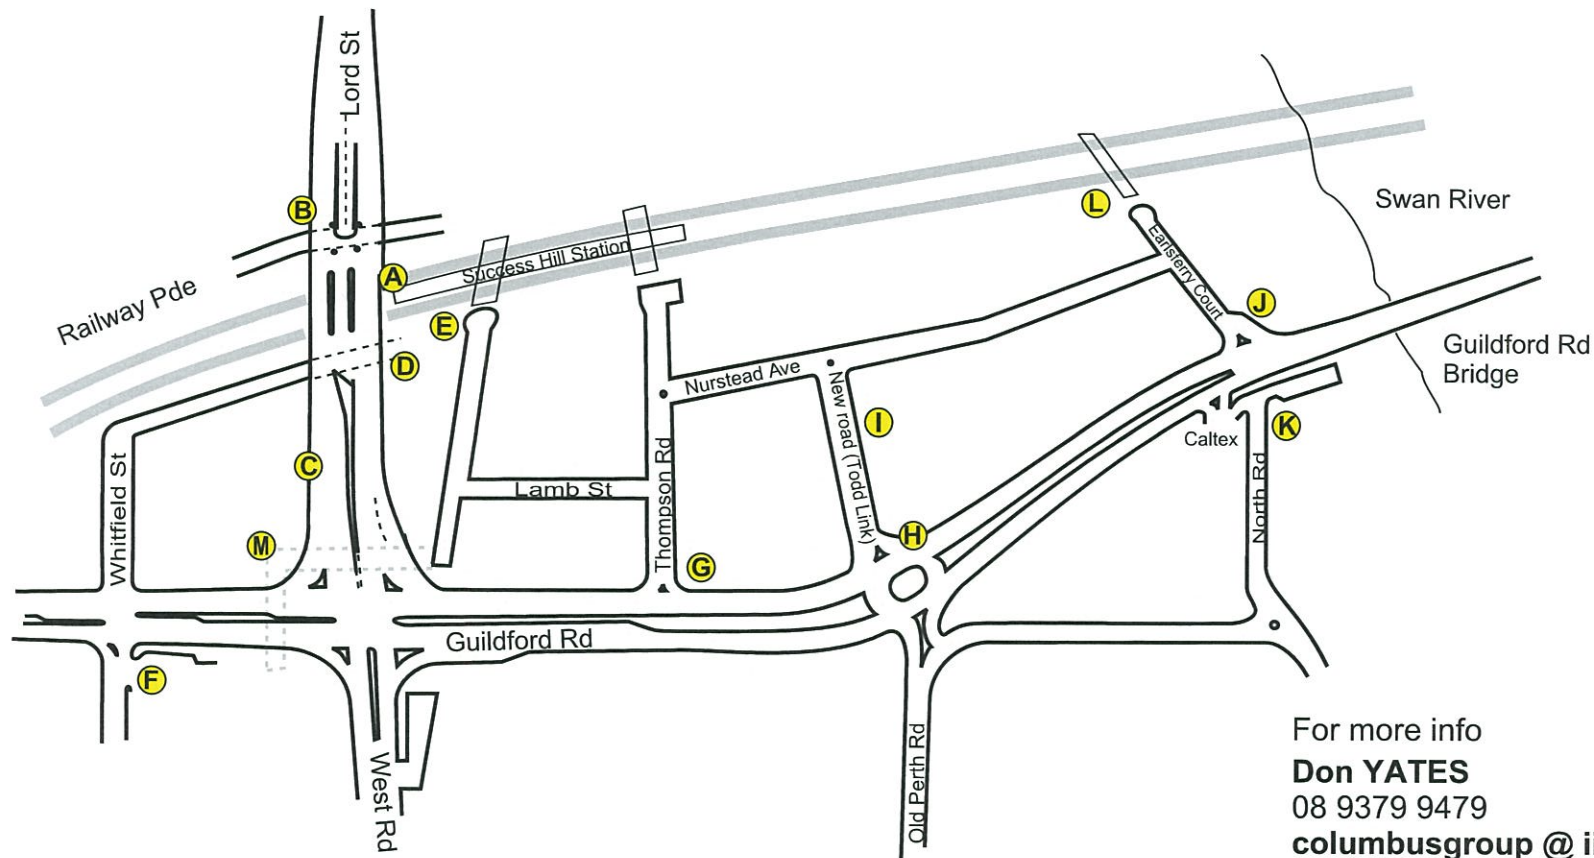 Lord St
B
Swan River
L
Railway Pde
A
Success Hill Station
Earlsferry Court
E
J
D
Guildford Rd
Bridge
Nurstead Ave
New road (Todd Link)
I
K
Caltex
C
Whitfield St
Lamb St
Thompson Rd
North Rd
M
H
G
Guildford Rd
F
West Rd
Old Perth Rd
For more info
Don YATES
08 9379 9479
columbusgroup @ ii